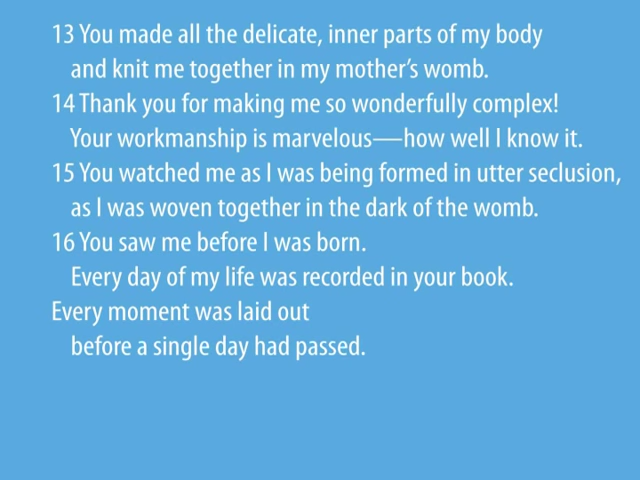 13 You made all the delicate, inner parts of my body
and knit me together in my mother’s womb.
14 Thank you for making me so wonderfully complex!
Your workmanship is marvelous—how well I know it.
15 You watched me as I was being formed in utter seclusion,
as I was woven together in the dark of the womb.
16 You saw me before I was born.
Every day of my life was recorded in your book.
Every moment was laid out
before a single day had passed.